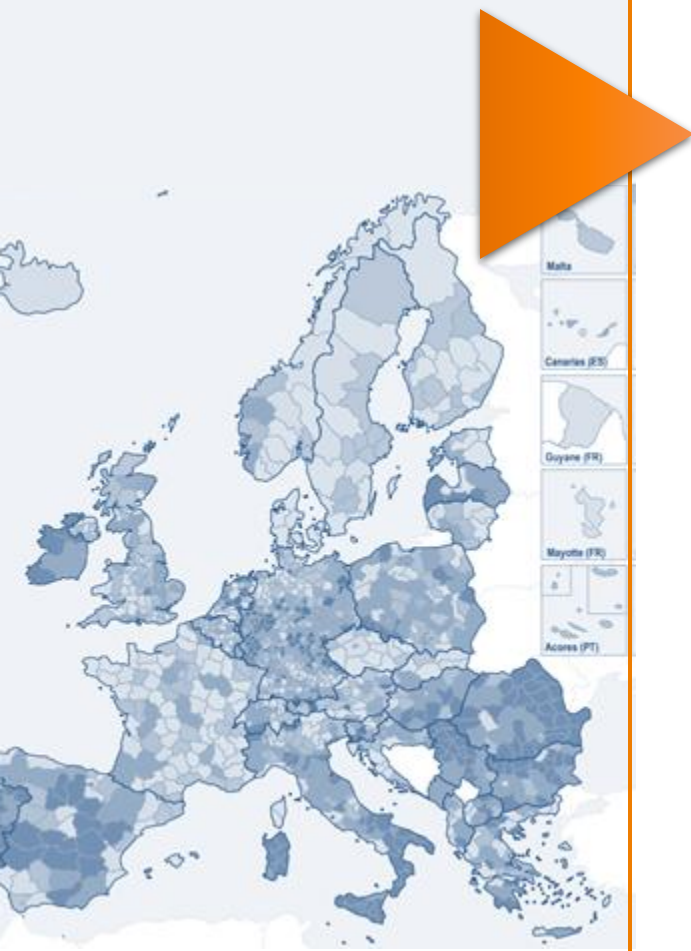 Malta
Canarias (ES)
Guyane (FR)
Mayotte (FR)
Acores (PT)